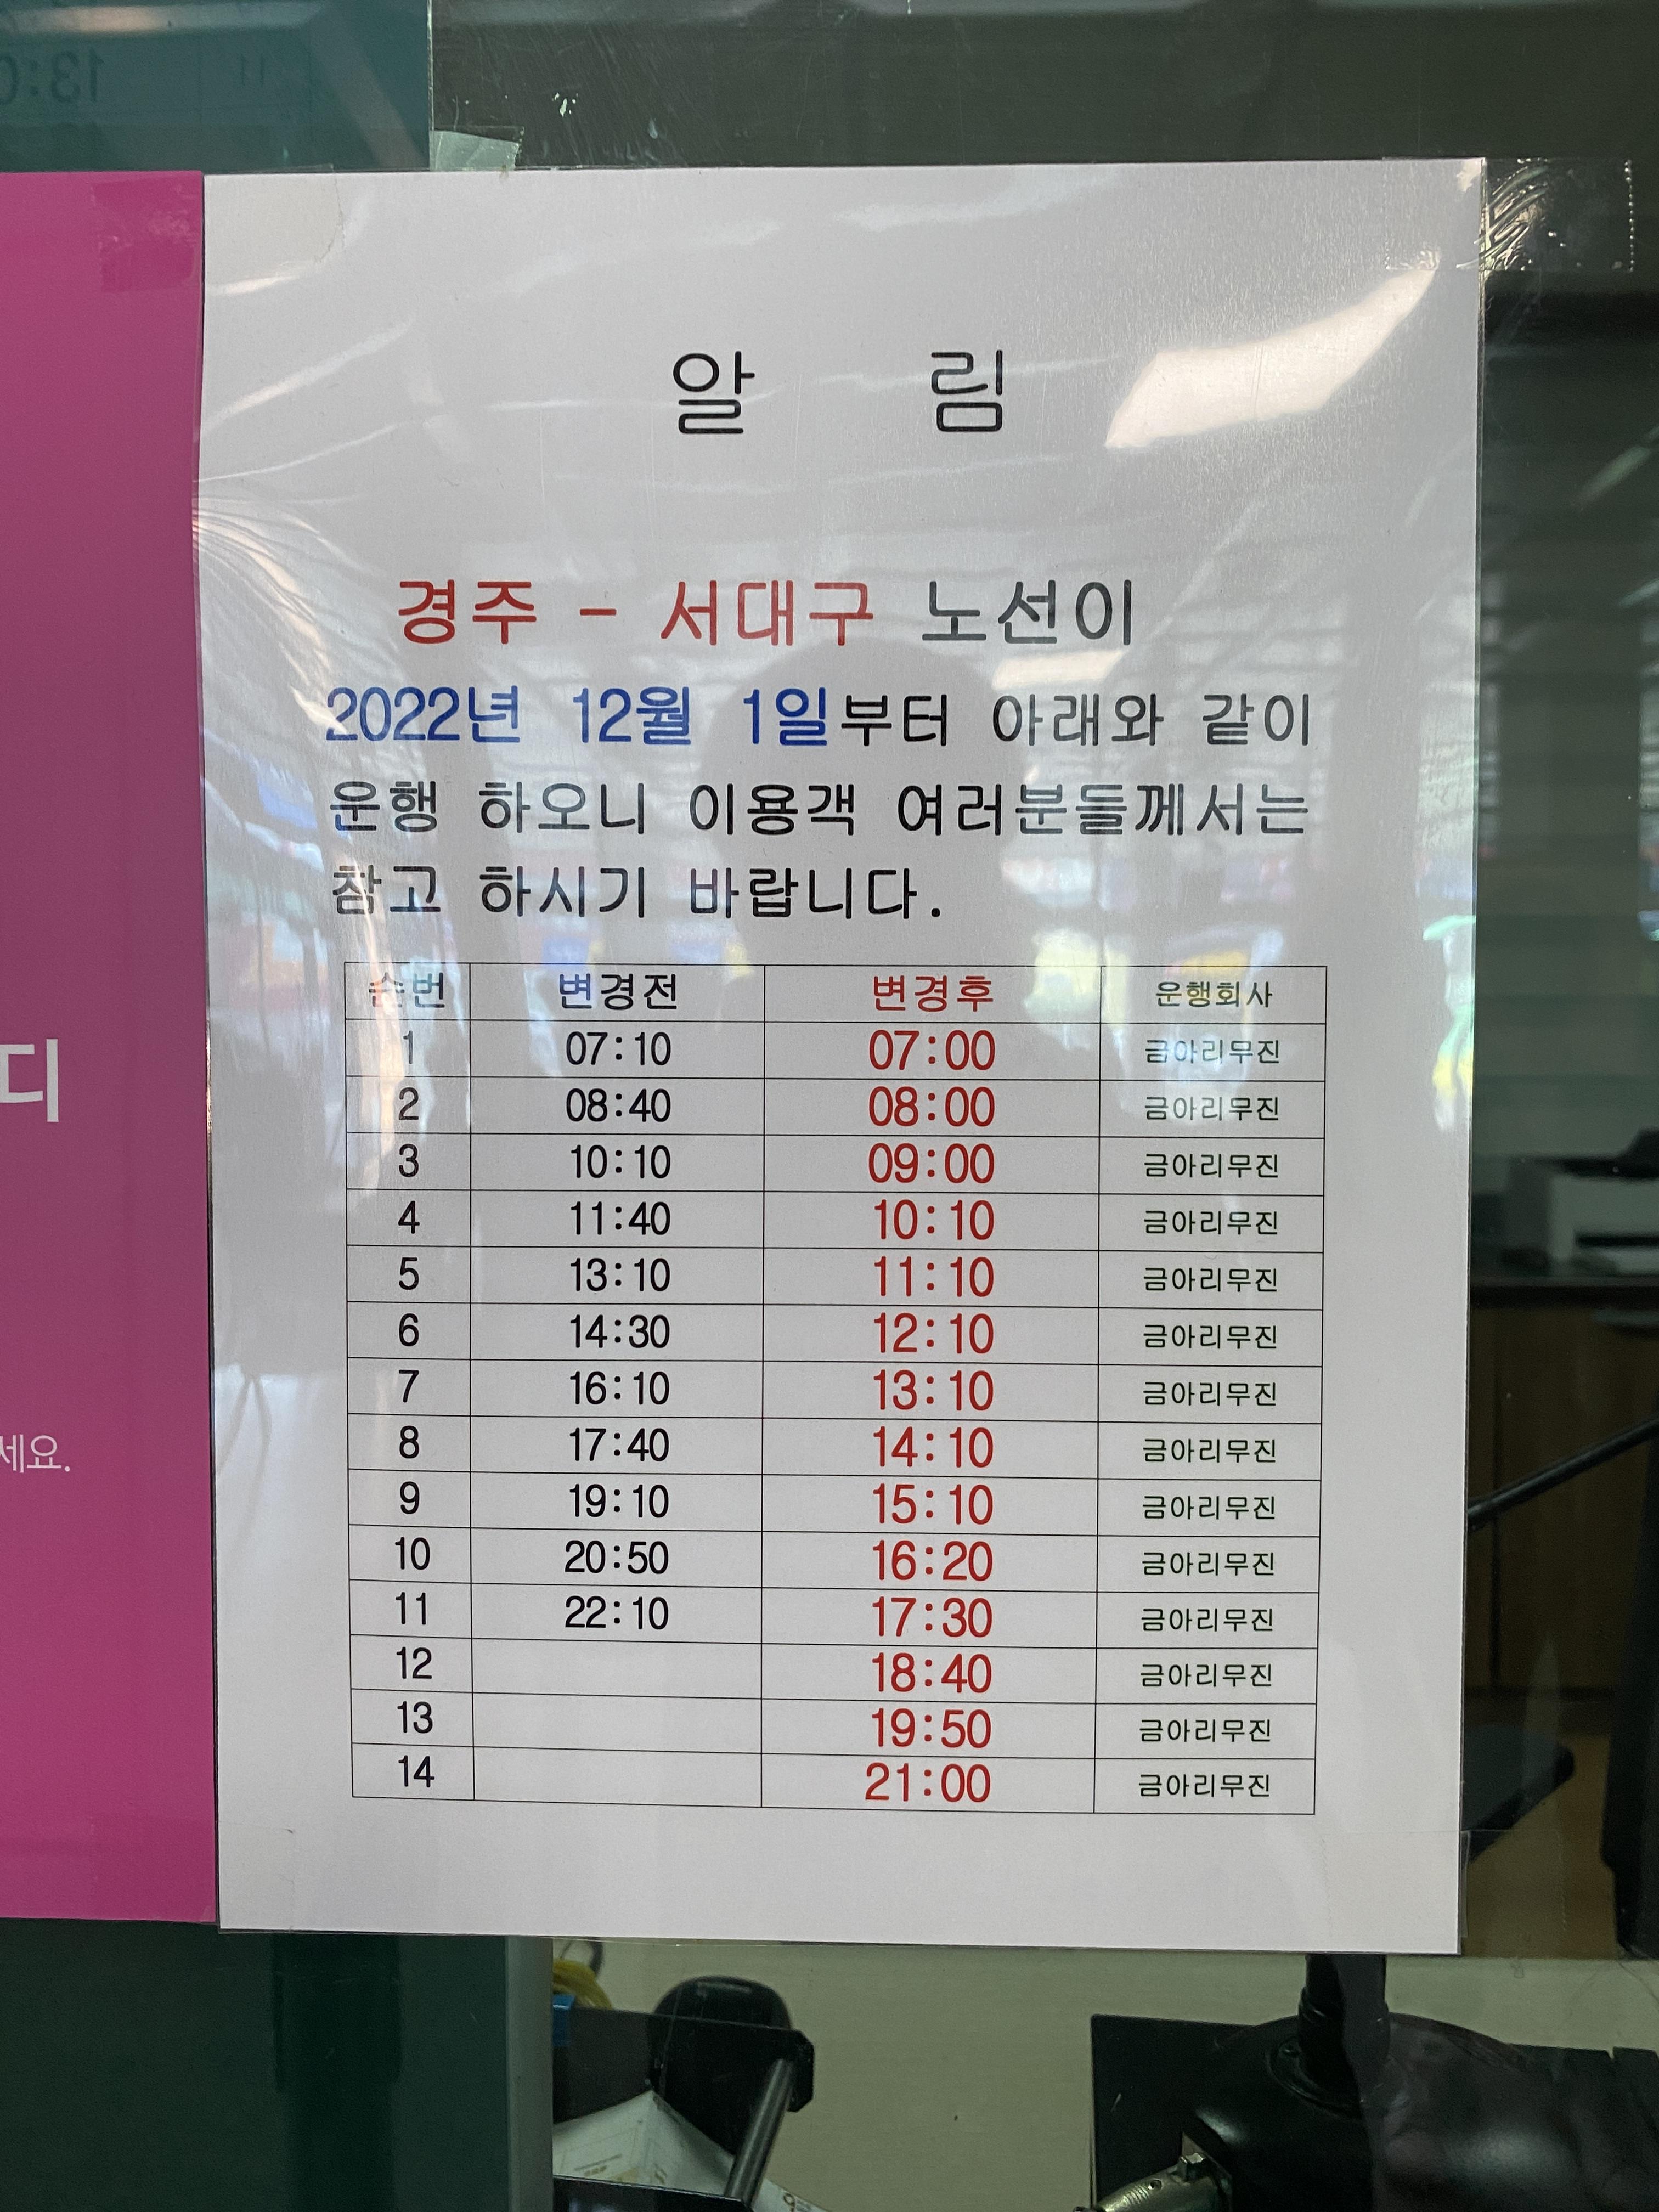 13:0 11
디
세요.
알 림
경주 - 서대구 노선이
2022년 12월 1일부터 아래와 같이
운행 하오니 이용객 여러분들께서는
참고 하시기 바랍니다.
순번 변경전 변경후 운행회사
1 07:10 07:00 금아리무진
2 08:40 08:00 금아리무진
3 10:10 09:00 금아리무진
4 11:40 10:10 금아리무진
5 13:10 11:10 금아리무진
6 14:30 12:10 금아리무진
7 16:10 13:10 금아리무진
8 17:40 14:10 금아리무진
9 19:10 15:10 금아리무진
10 20:50 16:20 금아리무진
11 22:10 17:30 금아리무진
12 18:40 금아리무진
13 19:50 금아리무진
14 21:00 금아리무진